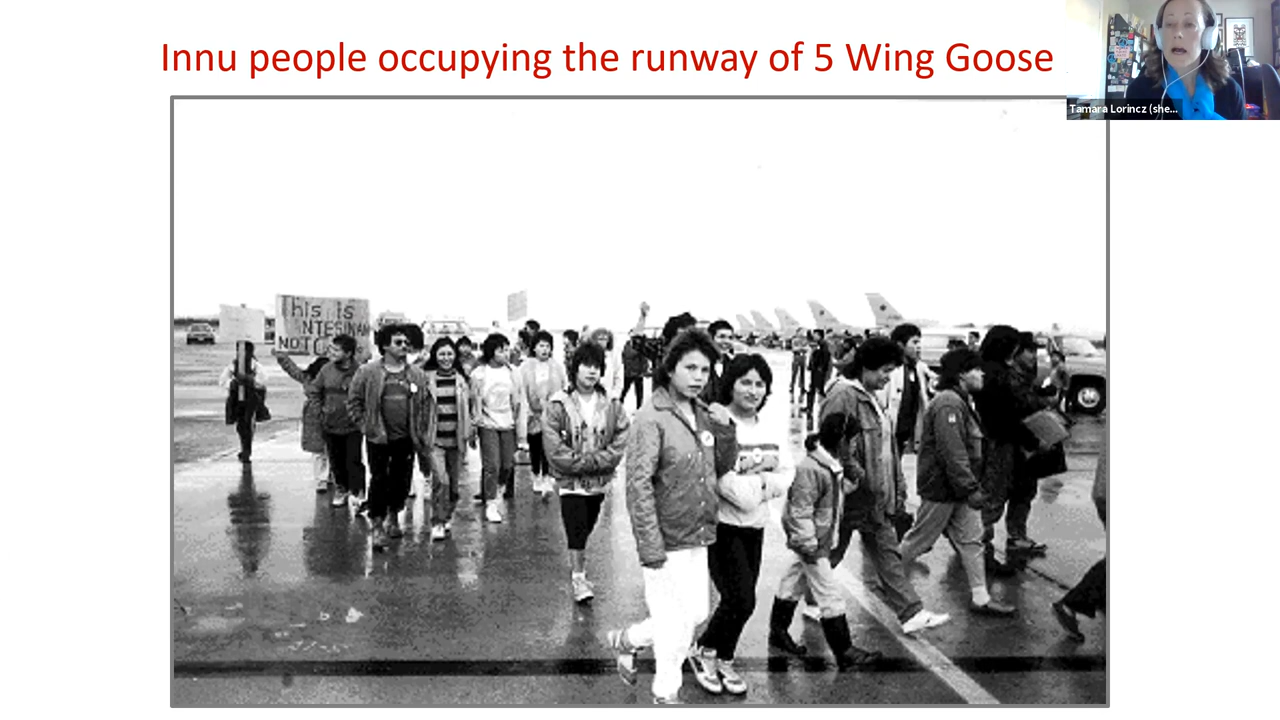 Innu people occupying the runway of 5 Wing Goose
Tamara Lorincz (she...
This is
NTESINAN
NOT